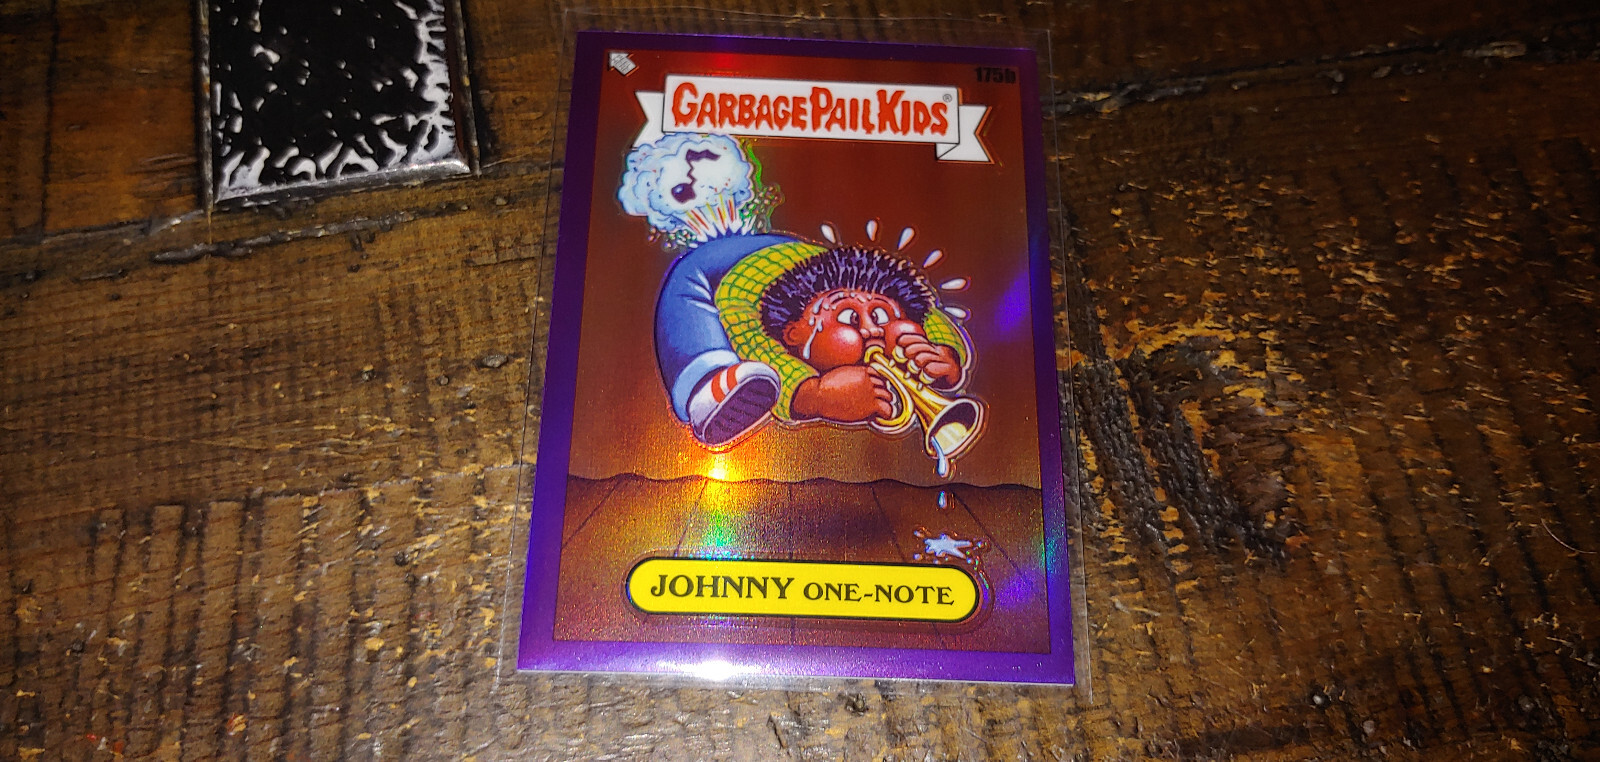 175b
GARBAGE PAIL KIDS®
JOHNNY ONE-NOTE